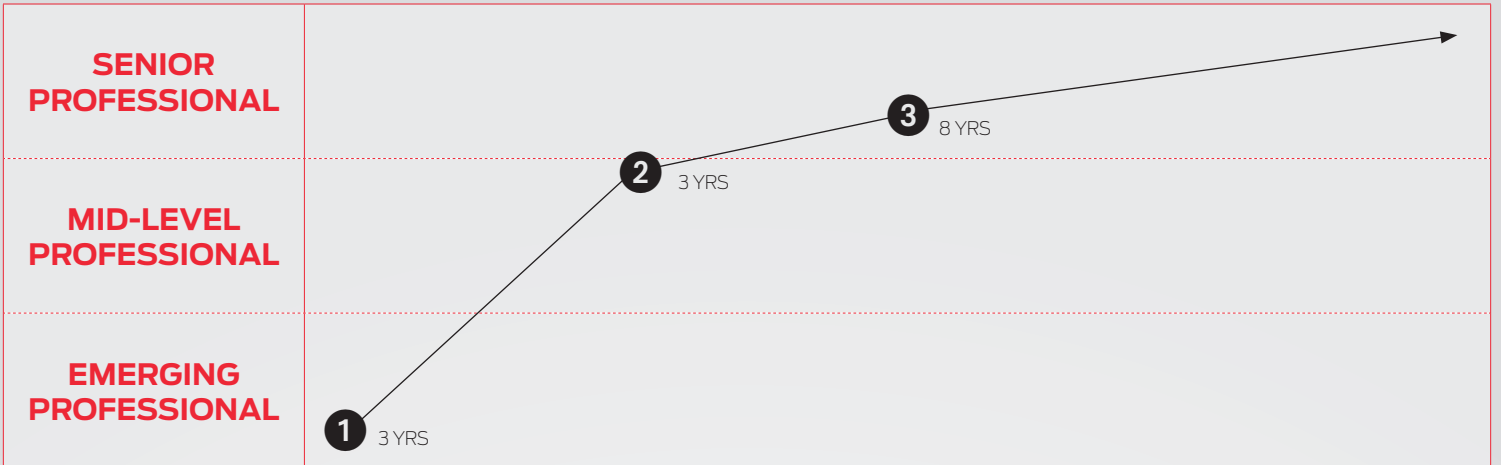 SENIOR
PROFESSIONAL
3
8 YRS
2
3 YRS
MID-LEVEL
PROFESSIONAL
EMERGING
PROFESSIONAL
1
3 YRS